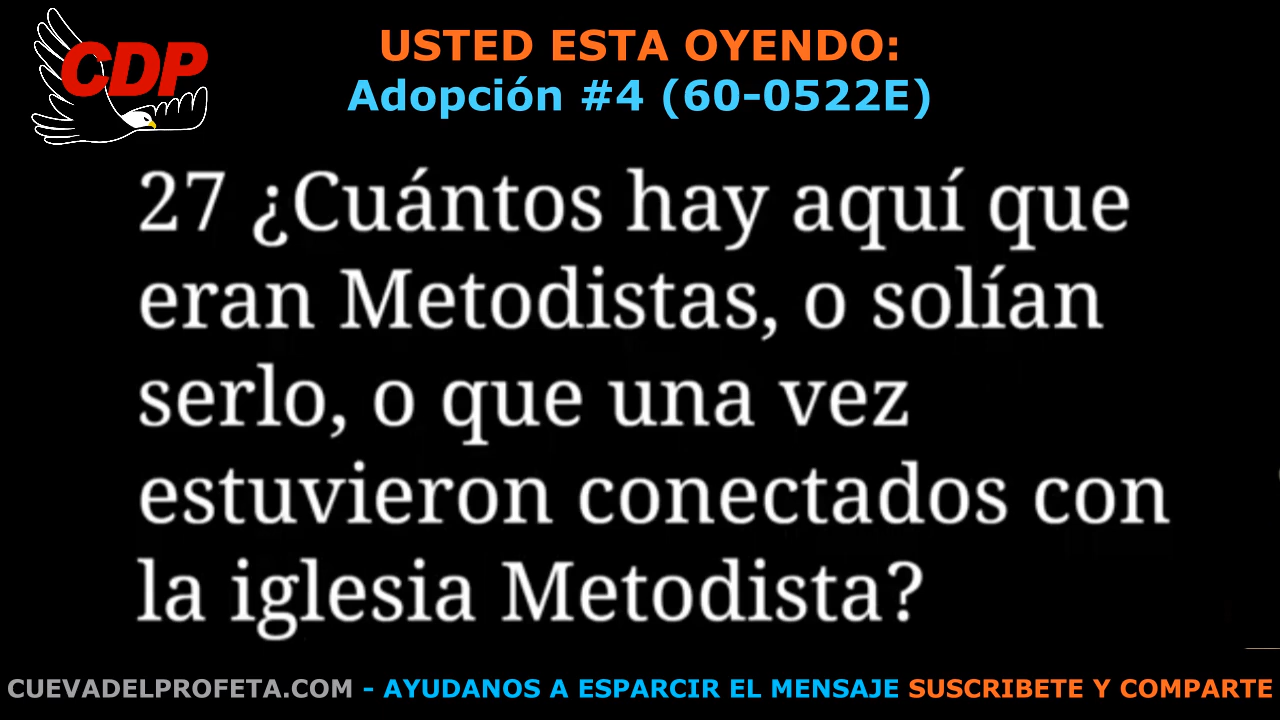 CDP
USTED ESTA OYENDO:
Adopción #4 (60-0522E)
27 ¿Cuántos hay aquí que
eran Metodistas, o solían
serlo, o que una vez
estuvieron conectados con
la iglesia Metodista?
CUEVADELPROFETA.COM - AYUDANOS A ESPARCIR EL MENSAJE SUSCRIBETE Y COMPARTE